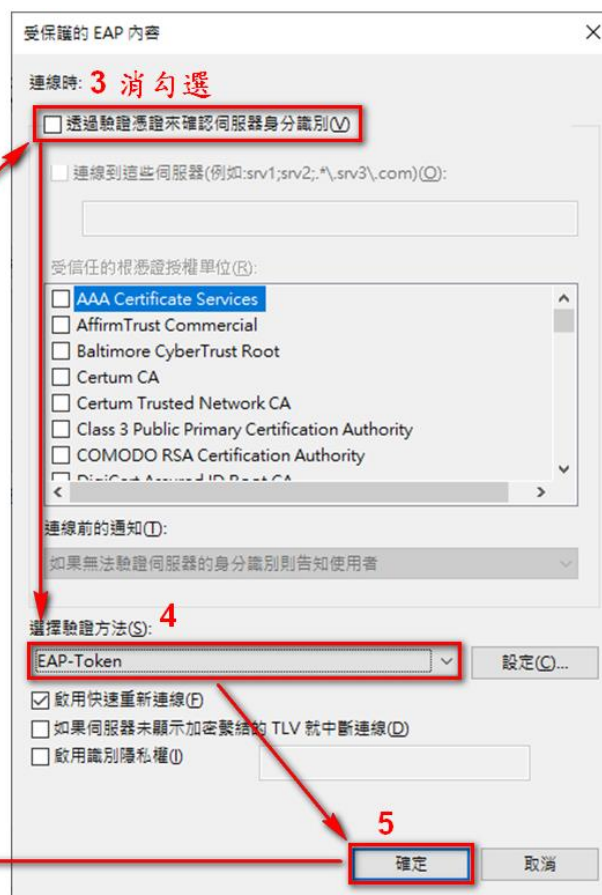 受保護的 EAP 內容
連線時: 3 消勾選
透過驗證憑證來確認伺服器身分識別(V)
連線到這些伺服器(例如:srv1;srv2;.*\.srv3\.com)(O):
受信任的根憑證授權單位(R):
AAA Certificate Services
AffirmTrust Commercial
Baltimore CyberTrust Root
Certum CA
Certum Trusted Network CA
Class 3 Public Primary Certification Authority
COMODO RSA Certification Authority
DigiCert Assured ID Root CA
連線前的通知(T):
如果無法驗證伺服器的身分識別則告知使用者
選擇驗證方法(S): 4
EAP-Token 設定(C)...
啟用快速重新連線(F)
如果伺服器未顯示加密繫結的 TLV 就中斷連線(D)
啟用識別隱私權(I)
5
確定 取消